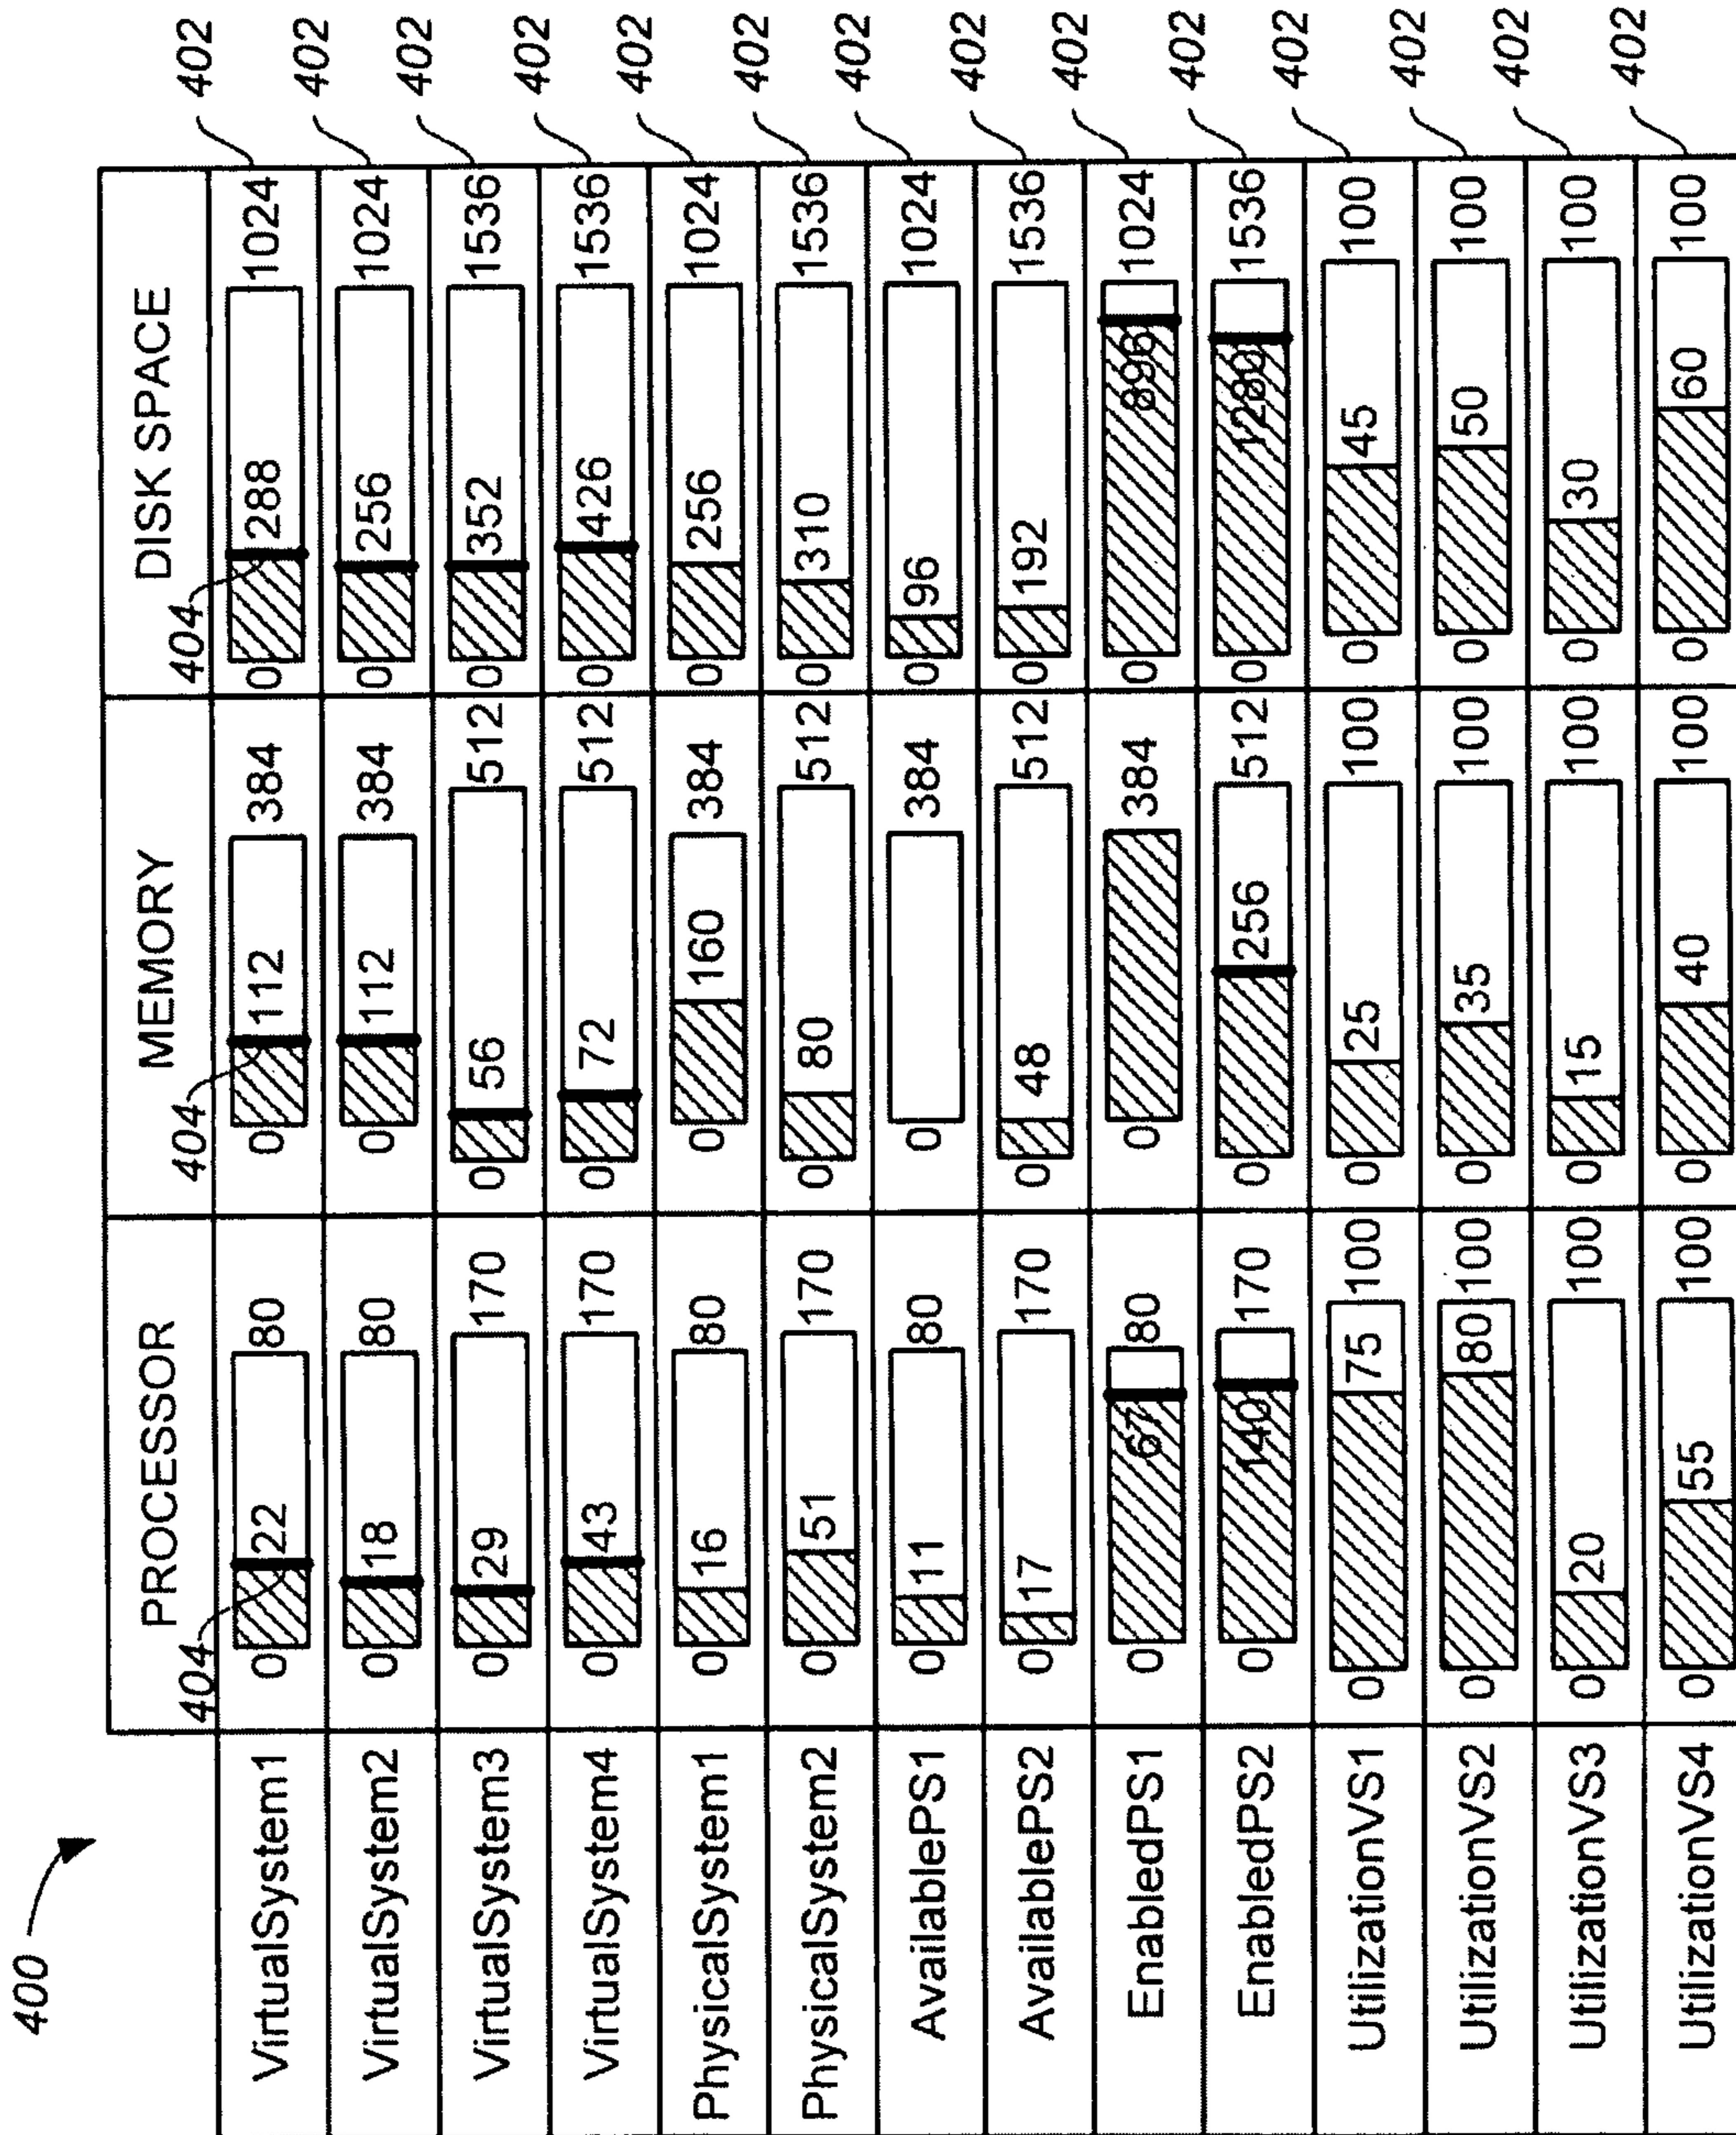 400
PROCESSOR MEMORY DISK SPACE
404 404 404
VirtualSystem1 0 22 80 0 112 384 0 288 1024 402
VirtualSystem2 0 18 80 0 112 384 0 256 1024 402
VirtualSystem3 0 29 170 0 56 512 0 352 1536 402
VirtualSystem4 0 43 170 0 72 512 0 426 1536 402
PhysicalSystem1 0 16 80 0 160 384 0 256 1024 402
PhysicalSystem2 0 51 170 0 80 512 0 310 1536 402
AvailablePS1 0 11 80 0 384 0 96 1024 402
AvailablePS2 0 17 170 0 48 512 0 192 1536 402
EnabledPS1 0 67 80 0 384 0 896 1024 402
EnabledPS2 0 140 170 0 256 512 0 1280 1536 402
UtilizationVS1 0 75 100 0 25 100 0 45 100 402
UtilizationVS2 0 80 100 0 35 100 0 50 100 402
UtilizationVS3 0 20 100 0 15 100 0 30 100 402
UtilizationVS4 0 55 100 0 40 100 0 60 100 402